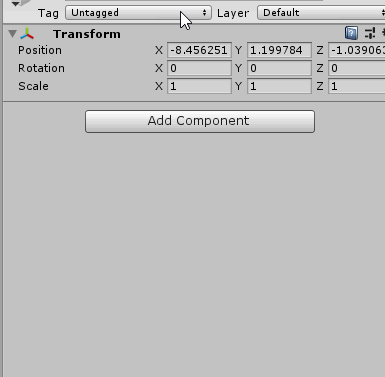 Tag Untagged Layer Default
Transform
Position X -8.456251 Y 1.199784 Z -1.039063
Rotation X 0 Y 0 Z 0
Scale X 1 Y 1 Z 1
Add Component